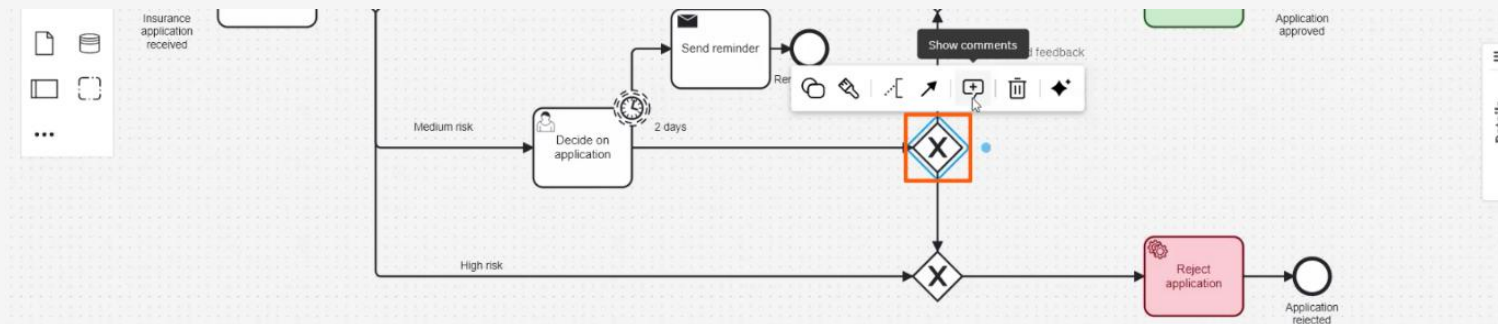 Insurance
application
received
Send reminder
Show comments
feedback
Application
approved
Medium risk
Decide on
application
2 days
High risk
Reject
application
Application
rejected